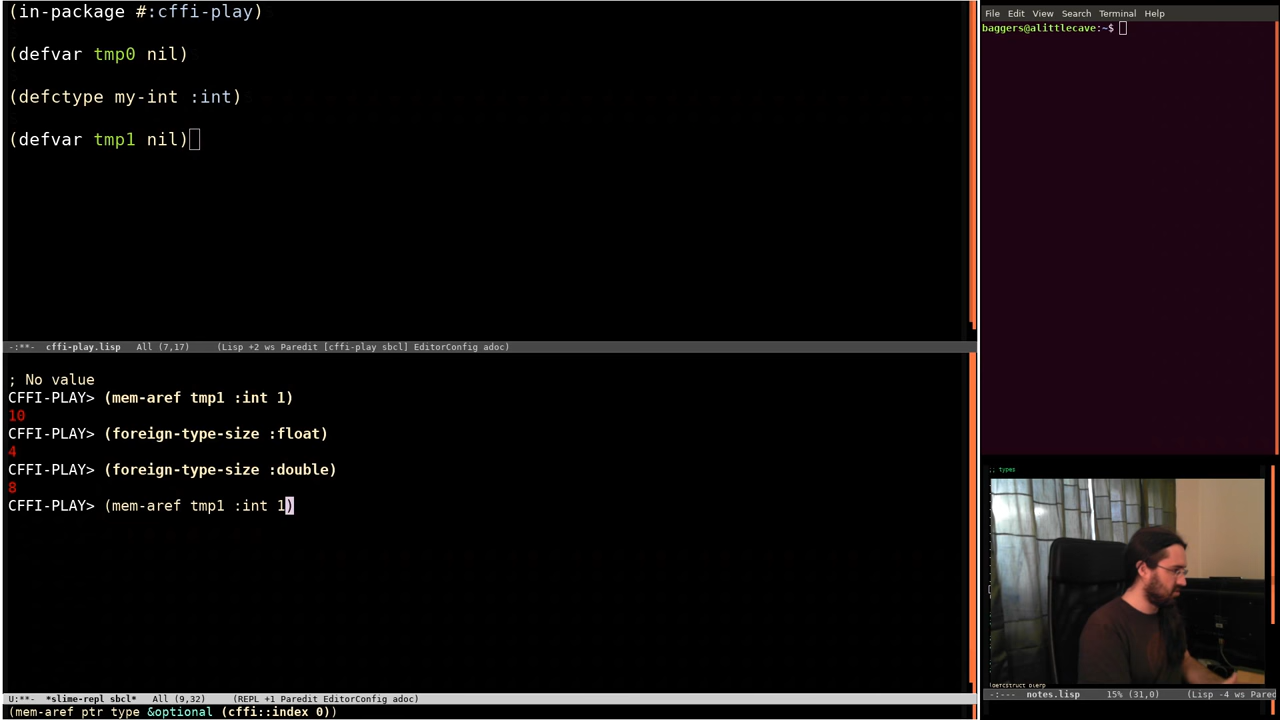 (in-package #:cffi-play)
(defvar tmp0 nil)
(defctype my-int :int)
(defvar tmp1 nil)
-:**-  cffi-play.lisp   All (7,17)     (Lisp +2 ws Paredit [cffi-play sbcl] EditorConfig adoc)
; No value
CFFI-PLAY> (mem-aref tmp1 :int 1)
10
CFFI-PLAY> (foreign-type-size :float)
4
CFFI-PLAY> (foreign-type-size :double)
8
CFFI-PLAY> (mem-aref tmp1 :int 1)
U:**-  *slime-repl sbcl*   All (9,32)     (REPL +1 Paredit EditorConfig adoc)
(mem-aref ptr type &optional (cffi::index 0))
File Edit View Search Terminal Help
baggers@alittlecave:~$
;; types
-:---  notes.lisp     15% (31,0)     (Lisp -4 ws Pared